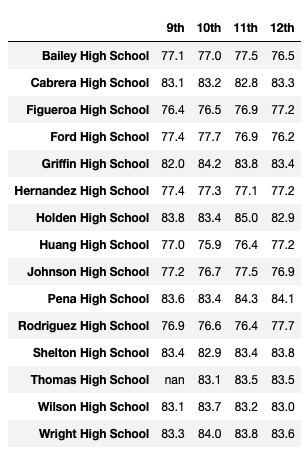 9th 10th 11th 12th
Bailey High School 77.1 77.0 77.5 76.5
Cabrera High School 83.1 83.2 82.8 83.3
Figueroa High School 76.4 76.5 76.9 77.2
Ford High School 77.4 77.7 76.9 76.2
Griffin High School 82.0 84.2 83.8 83.4
Hernandez High School 77.4 77.3 77.1 77.2
Holden High School 83.8 83.4 85.0 82.9
Huang High School 77.0 75.9 76.4 77.2
Johnson High School 77.2 76.7 77.5 76.9
Pena High School 83.6 83.4 84.3 84.1
Rodriguez High School 76.9 76.6 76.4 77.7
Shelton High School 83.4 82.9 83.4 83.8
Thomas High School nan 83.1 83.5 83.5
Wilson High School 83.1 83.7 83.2 83.0
Wright High School 83.3 84.0 83.8 83.6